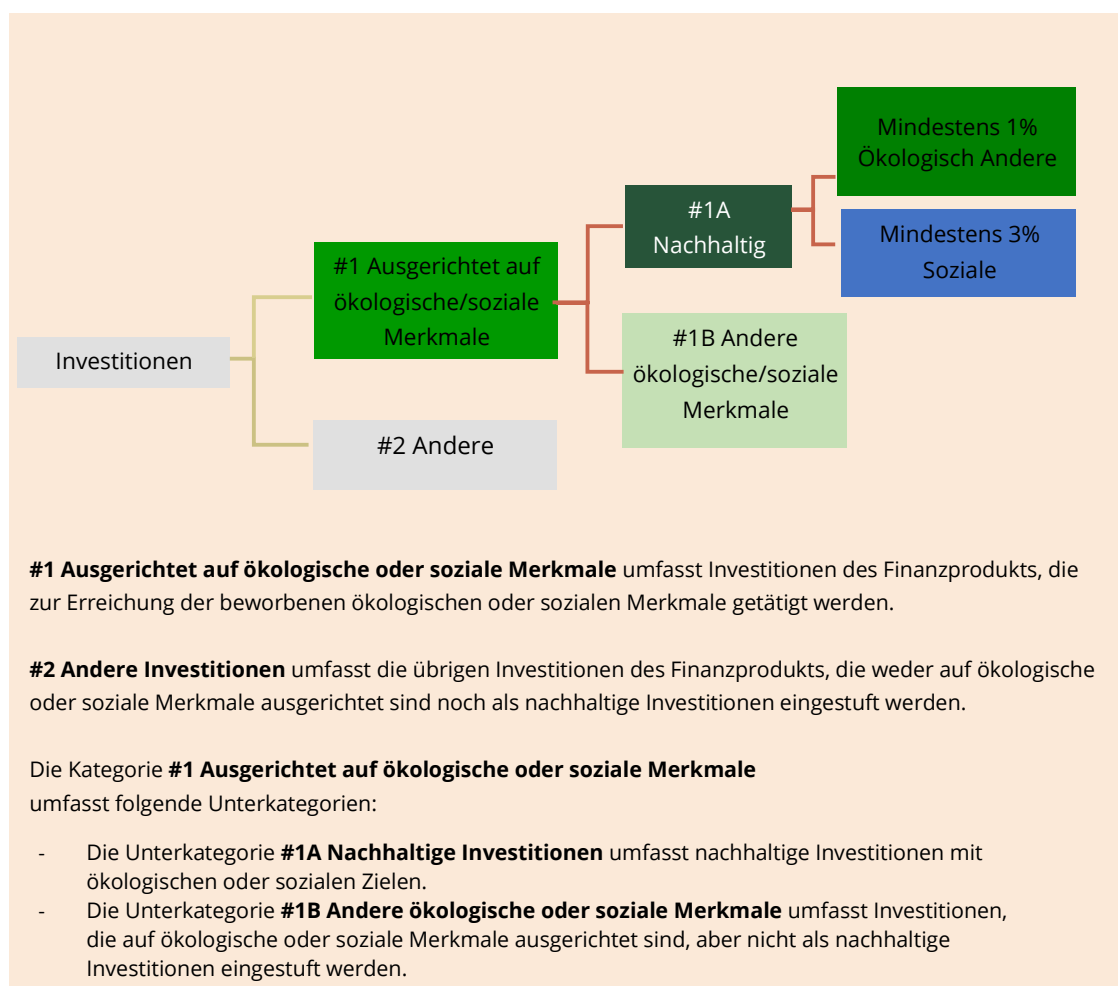 Mindestens 1%
Ökologisch Andere
#1A
Nachhaltig
Mindestens 3%
Soziale
#1 Ausgerichtet auf
ökologische/soziale
Merkmale
#1B Andere
ökologische/soziale
Merkmale
Investitionen
#2 Andere
#1 Ausgerichtet auf ökologische oder soziale Merkmale umfasst Investitionen des Finanzprodukts, die
zur Erreichung der beworbenen ökologischen oder sozialen Merkmale getätigt werden.
#2 Andere Investitionen umfasst die übrigen Investitionen des Finanzprodukts, die weder auf ökologische
oder soziale Merkmale ausgerichtet sind noch als nachhaltige Investitionen eingestuft werden.
Die Kategorie #1 Ausgerichtet auf ökologische oder soziale Merkmale
umfasst folgende Unterkategorien:
- Die Unterkategorie #1A Nachhaltige Investitionen umfasst nachhaltige Investitionen mit
ökologischen oder sozialen Zielen.
- Die Unterkategorie #1B Andere ökologische oder soziale Merkmale umfasst Investitionen,
die auf ökologische oder soziale Merkmale ausgerichtet sind, aber nicht als nachhaltige
Investitionen eingestuft werden.